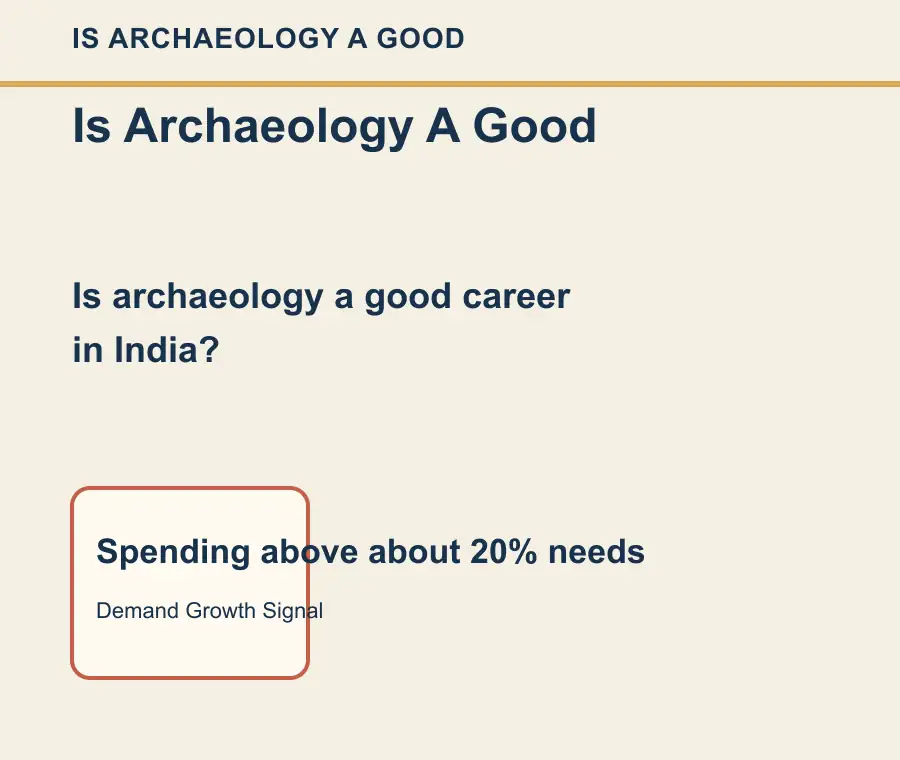 IS ARCHAEOLOGY A GOOD
Is Archaeology A Good
Is archaeology a good career
in India?
Spending above about 20% needs
Demand Growth Signal